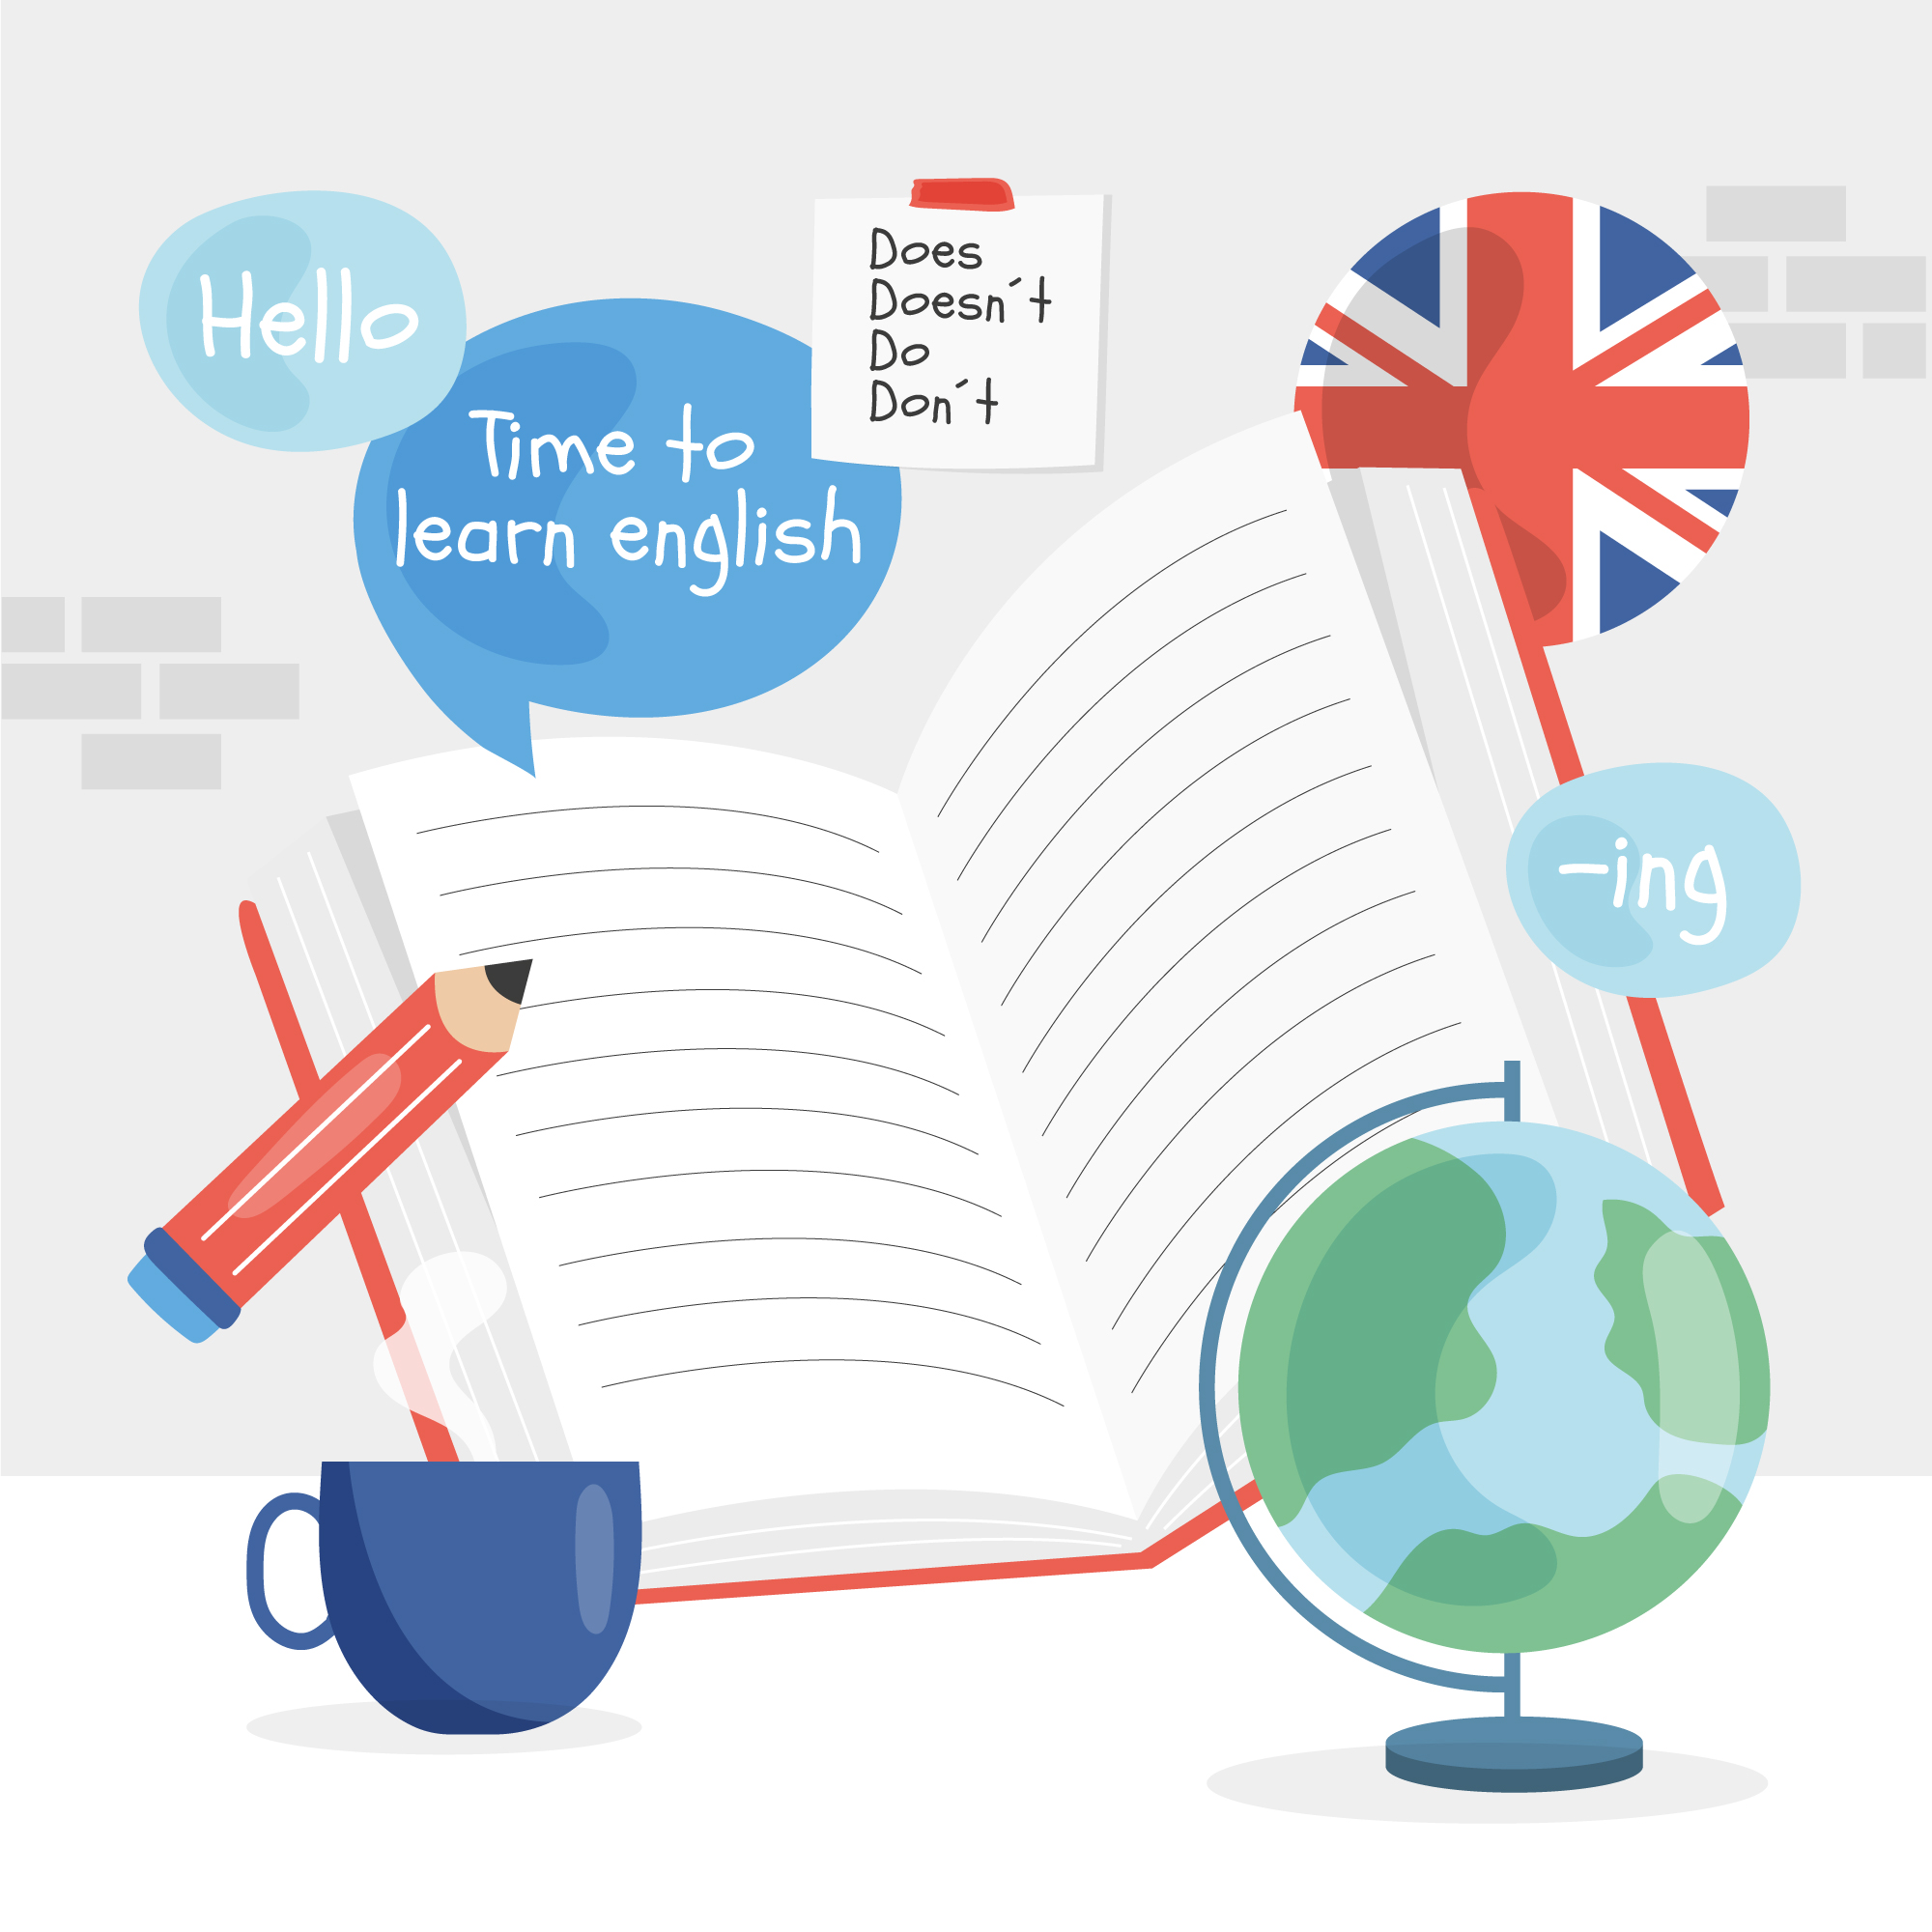 Hello
Time to
learn english
Does
Doesn´t
Do
Don´t
-ing